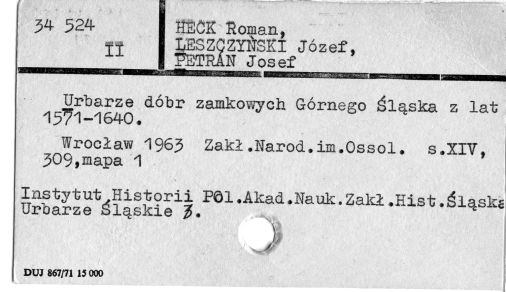 34 524
II
HECK Roman,
LESZCZYŃSKI Józef,
PETRÁN Josef
Urbarze dóbr zamkowych Górnego Śląska z lat
1571-1640.
Wrocław 1963 Zakł.Narod.im.Ossol. s.XIV,
309,mapa 1
Instytut Historii Pol.Akad.Nauk.Zakł.Hist.Śląska
Urbarze Śląskie 3.
DUJ 867/71 15 000